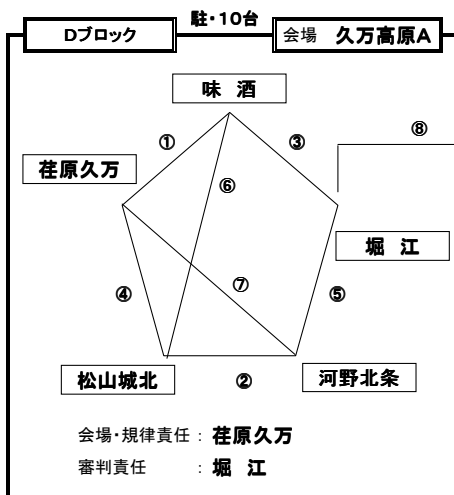 駐・10台
Dブロック
会場 久万高原A
味 酒
① ③ ⑧
荏原久万 ⑥
堀 江
④ ⑦ ⑤
松山城北 ② 河野北条
会場・規律責任 : 荏原久万
審判責任 : 堀 江